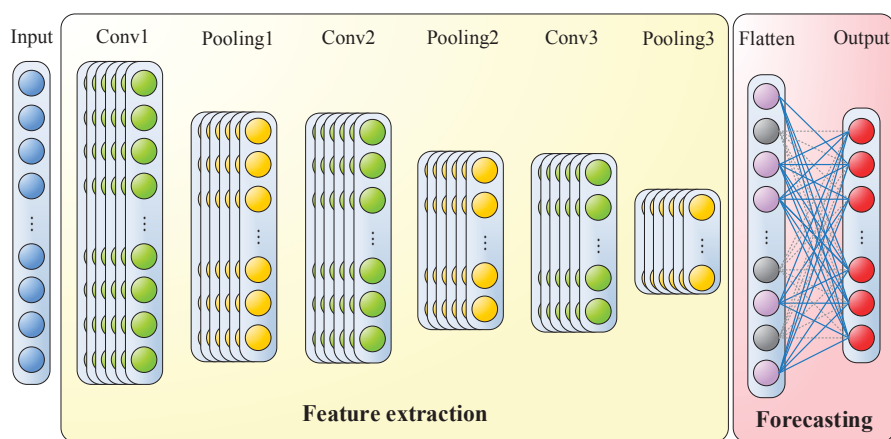 Input
Conv1
Pooling1
Conv2
Pooling2
Conv3
Pooling3
Flatten
Output
Feature extraction
Forecasting